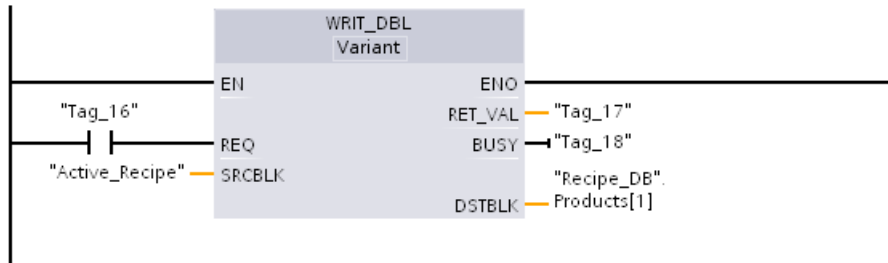 WRIT_DBL
Variant
EN
ENO
"Tag_16"
RET_VAL
"Tag_17"
REQ
BUSY
"Tag_18"
"Active_Recipe"
SRCBLK
"Recipe_DB".
DSTBLK
Products[1]